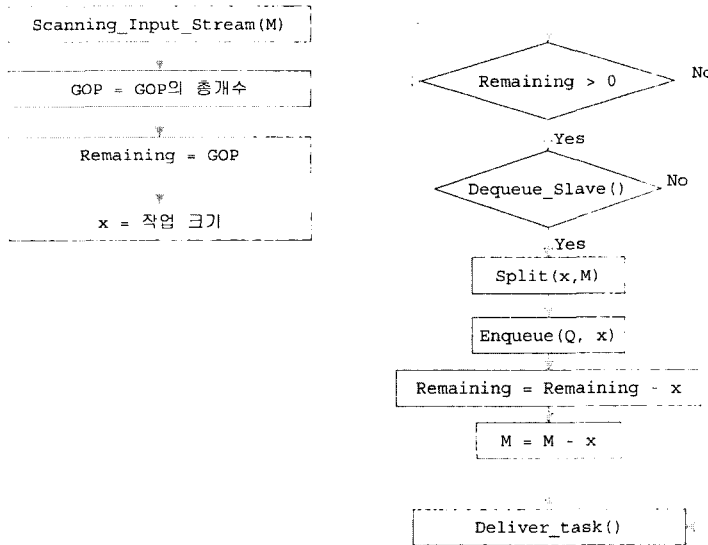 Scanning_Input_Stream(M)
GOP = GOP의 총개수
Remaining = GOP
x = 작업 크기
Remaining > 0
No
Yes
Dequeue_Slave()
No
Yes
Split(x,M)
Enqueue(Q, x)
Remaining = Remaining - x
M = M - x
Deliver_task()